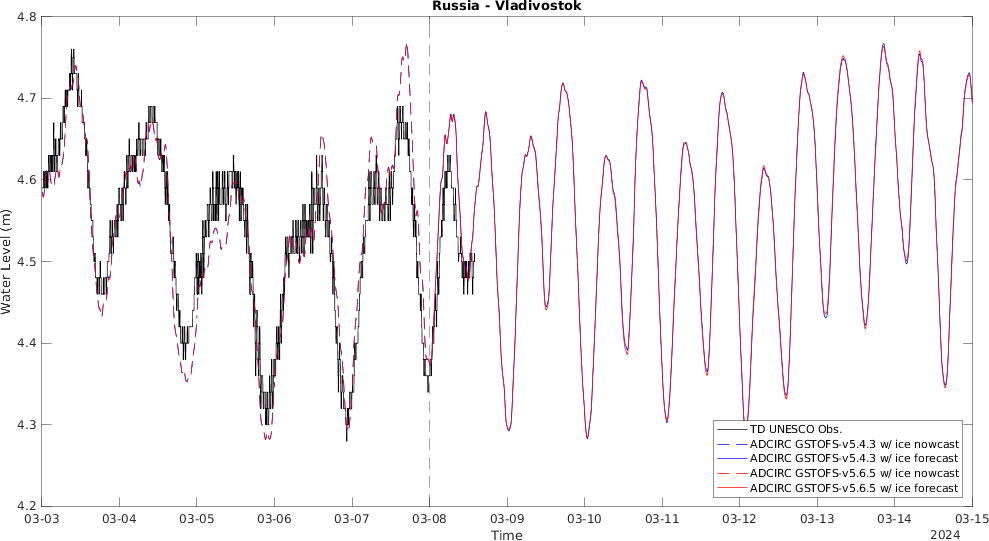 Russia - Vladivostok
4.8
4.7
4.6
4.5
4.4
4.3
4.2
Water Level (m)
TD UNESCO Obs.
ADCIRC GSTOFS-v5.4.3 w/ ice nowcast
ADCIRC GSTOFS-v5.4.3 w/ ice forecast
ADCIRC GSTOFS-v5.6.5 w/ ice nowcast
ADCIRC GSTOFS-v5.6.5 w/ ice forecast
03-03 03-04 03-05 03-06 03-07 03-08 03-09 03-10 03-11 03-12 03-13 03-14 03-15
Time
2024